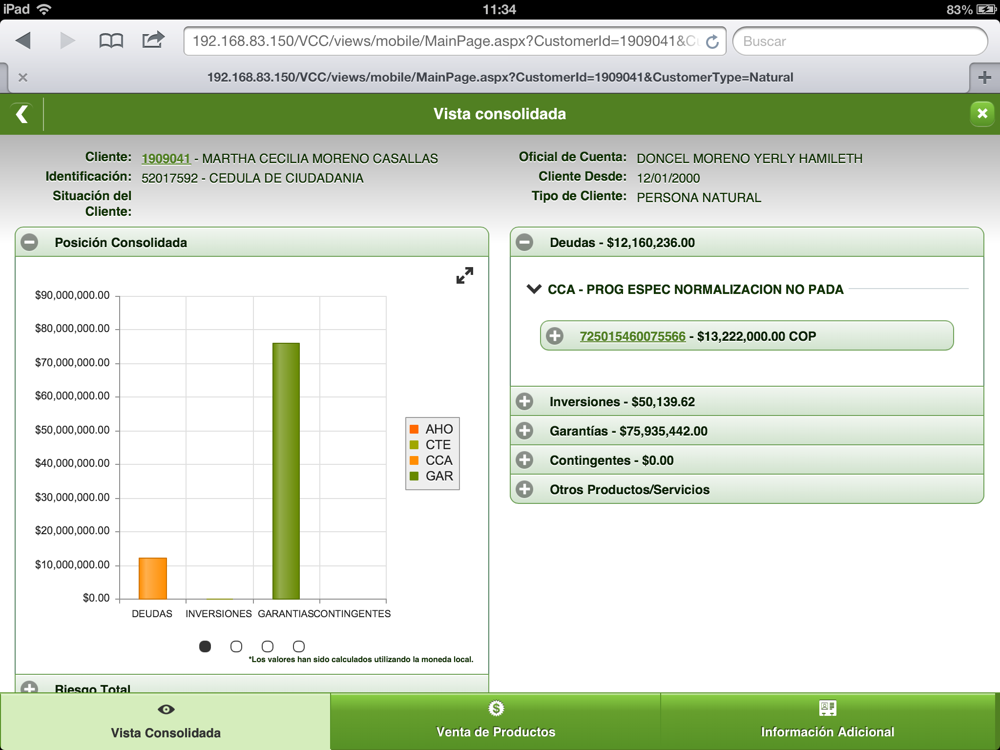 iPad 11:34 83%
192.168.83.150/VCC/views/mobile/MainPage.aspx?CustomerId=1909041&C
Buscar
192.168.83.150/VCC/views/mobile/MainPage.aspx?CustomerId=1909041&CustomerType=Natural
Vista consolidada
Cliente: 1909041 - MARTHA CECILIA MORENO CASALLAS
Identificación: 52017592 - CEDULA DE CIUDADANIA
Situación del
Cliente:
Oficial de Cuenta: DONCEL MORENO YERLY HAMILETH
Cliente Desde: 12/01/2000
Tipo de Cliente: PERSONA NATURAL
Posición Consolidada
$90,000,000.00
$80,000,000.00
$70,000,000.00
$60,000,000.00
$50,000,000.00
$40,000,000.00
$30,000,000.00
$20,000,000.00
$10,000,000.00
$0.00
DEUDAS INVERSIONES GARANTIAS CONTINGENTES
AHO
CTE
CCA
GAR
*Los valores han sido calculados utilizando la moneda local.
Riesgo Total
Deudas - $12,160,236.00
CCA - PROG ESPEC NORMALIZACION NO PADA
725015460075566 - $13,222,000.00 COP
Inversiones - $50,139.62
Garantías - $75,935,442.00
Contingentes - $0.00
Otros Productos/Servicios
Vista Consolidada
Venta de Productos
Información Adicional